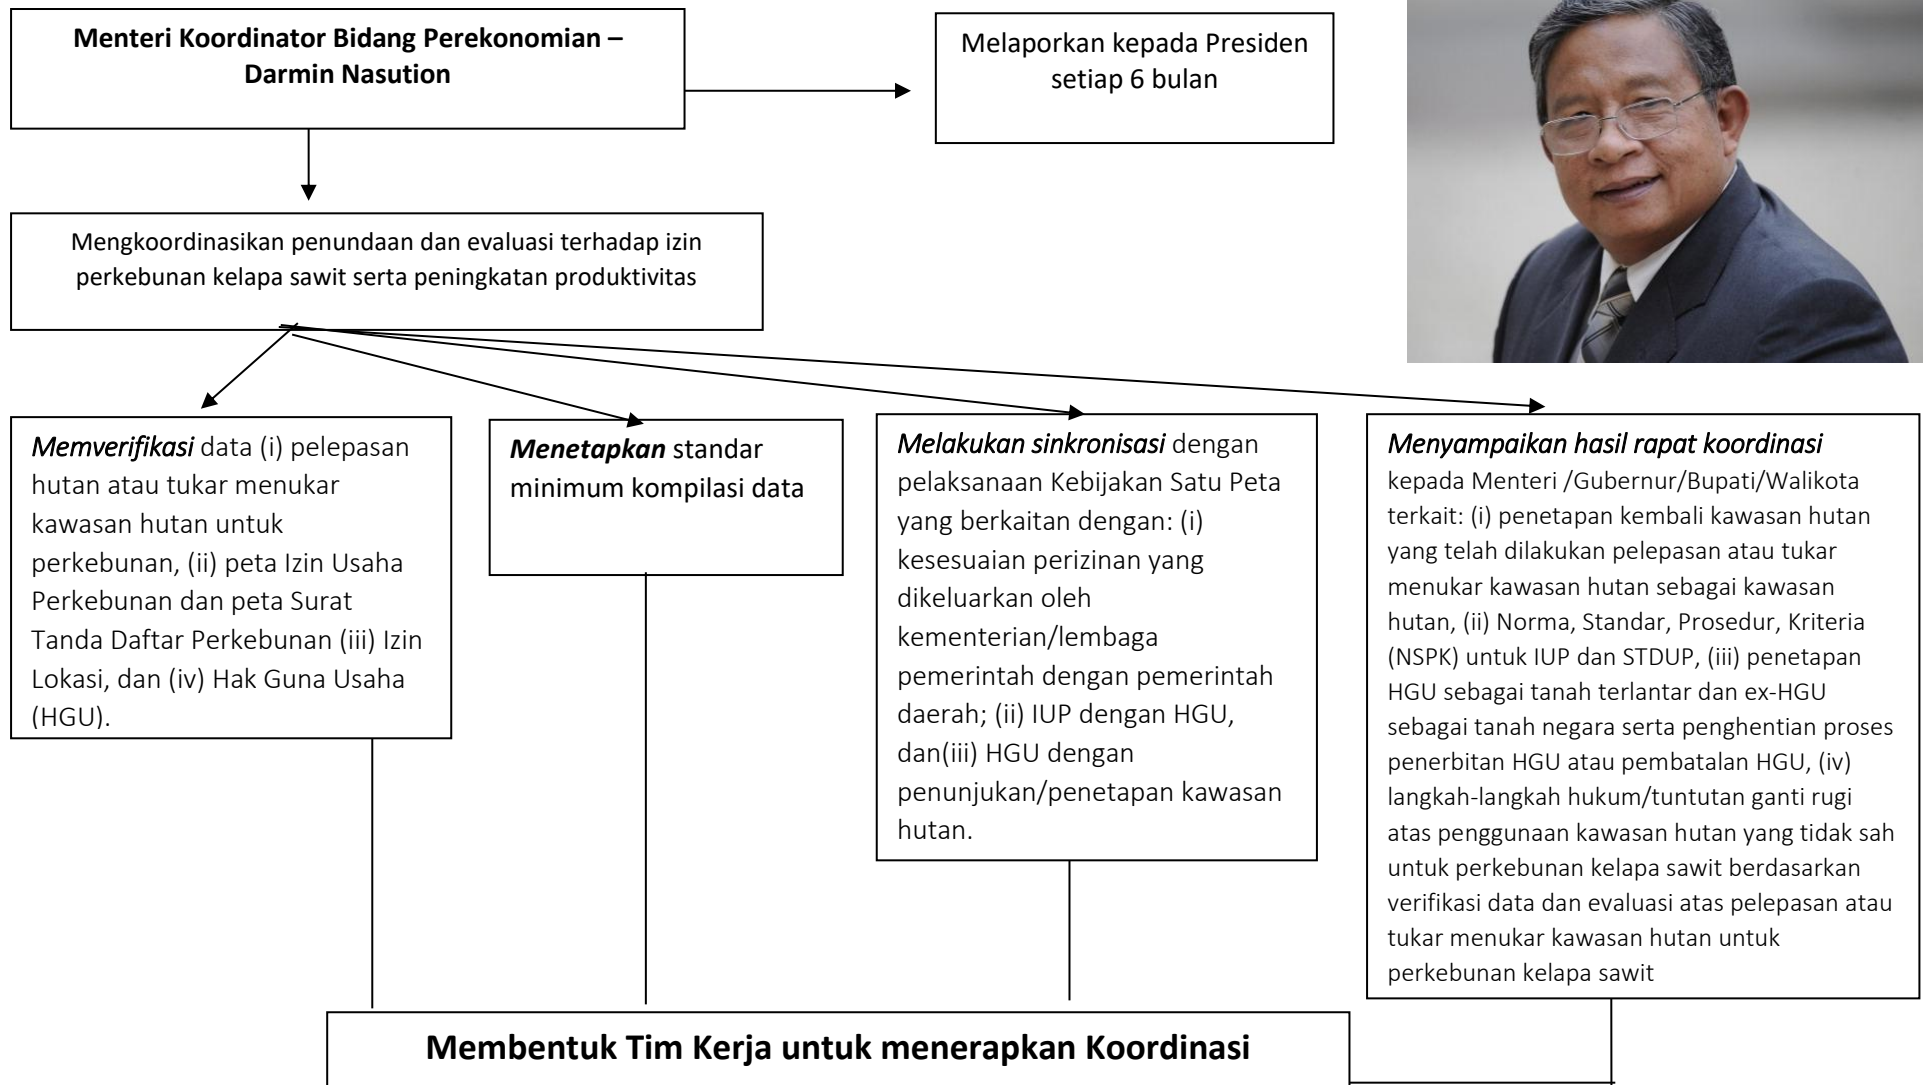 Menteri Koordinator Bidang Perekonomian –
Darmin Nasution
Melaporkan kepada Presiden
setiap 6 bulan
Mengkoordinasikan penundaan dan evaluasi terhadap izin
perkebunan kelapa sawit serta peningkatan produktivitas
Memverifikasi data (i) pelepasan
hutan atau tukar menukar
kawasan hutan untuk
perkebunan, (ii) peta Izin Usaha
Perkebunan dan peta Surat
Tanda Daftar Perkebunan (iii) Izin
Lokasi, dan (iv) Hak Guna Usaha
(HGU).
Menetapkan standar
minimum kompilasi data
Melakukan sinkronisasi dengan
pelaksanaan Kebijakan Satu Peta
yang berkaitan dengan: (i)
kesesuaian perizinan yang
dikeluarkan oleh
kementerian/lembaga
pemerintah dengan pemerintah
daerah; (ii) IUP dengan HGU,
dan(iii) HGU dengan
penunjukan/penetapan kawasan
hutan.
Menyampaikan hasil rapat koordinasi
kepada Menteri /Gubernur/Bupati/Walikota
terkait: (i) penetapan kembali kawasan hutan
yang telah dilakukan pelepasan atau tukar
menukar kawasan hutan sebagai kawasan
hutan, (ii) Norma, Standar, Prosedur, Kriteria
(NSPK) untuk IUP dan STDUP, (iii) penetapan
HGU sebagai tanah terlantar dan ex-HGU
sebagai tanah negara serta penghentian proses
penerbitan HGU atau pembatalan HGU, (iv)
langkah-langkah hukum/tuntutan ganti rugi
atas penggunaan kawasan hutan yang tidak sah
untuk perkebunan kelapa sawit berdasarkan
verifikasi data dan evaluasi atas pelepasan atau
tukar menukar kawasan hutan untuk
perkebunan kelapa sawit
Membentuk Tim Kerja untuk menerapkan Koordinasi